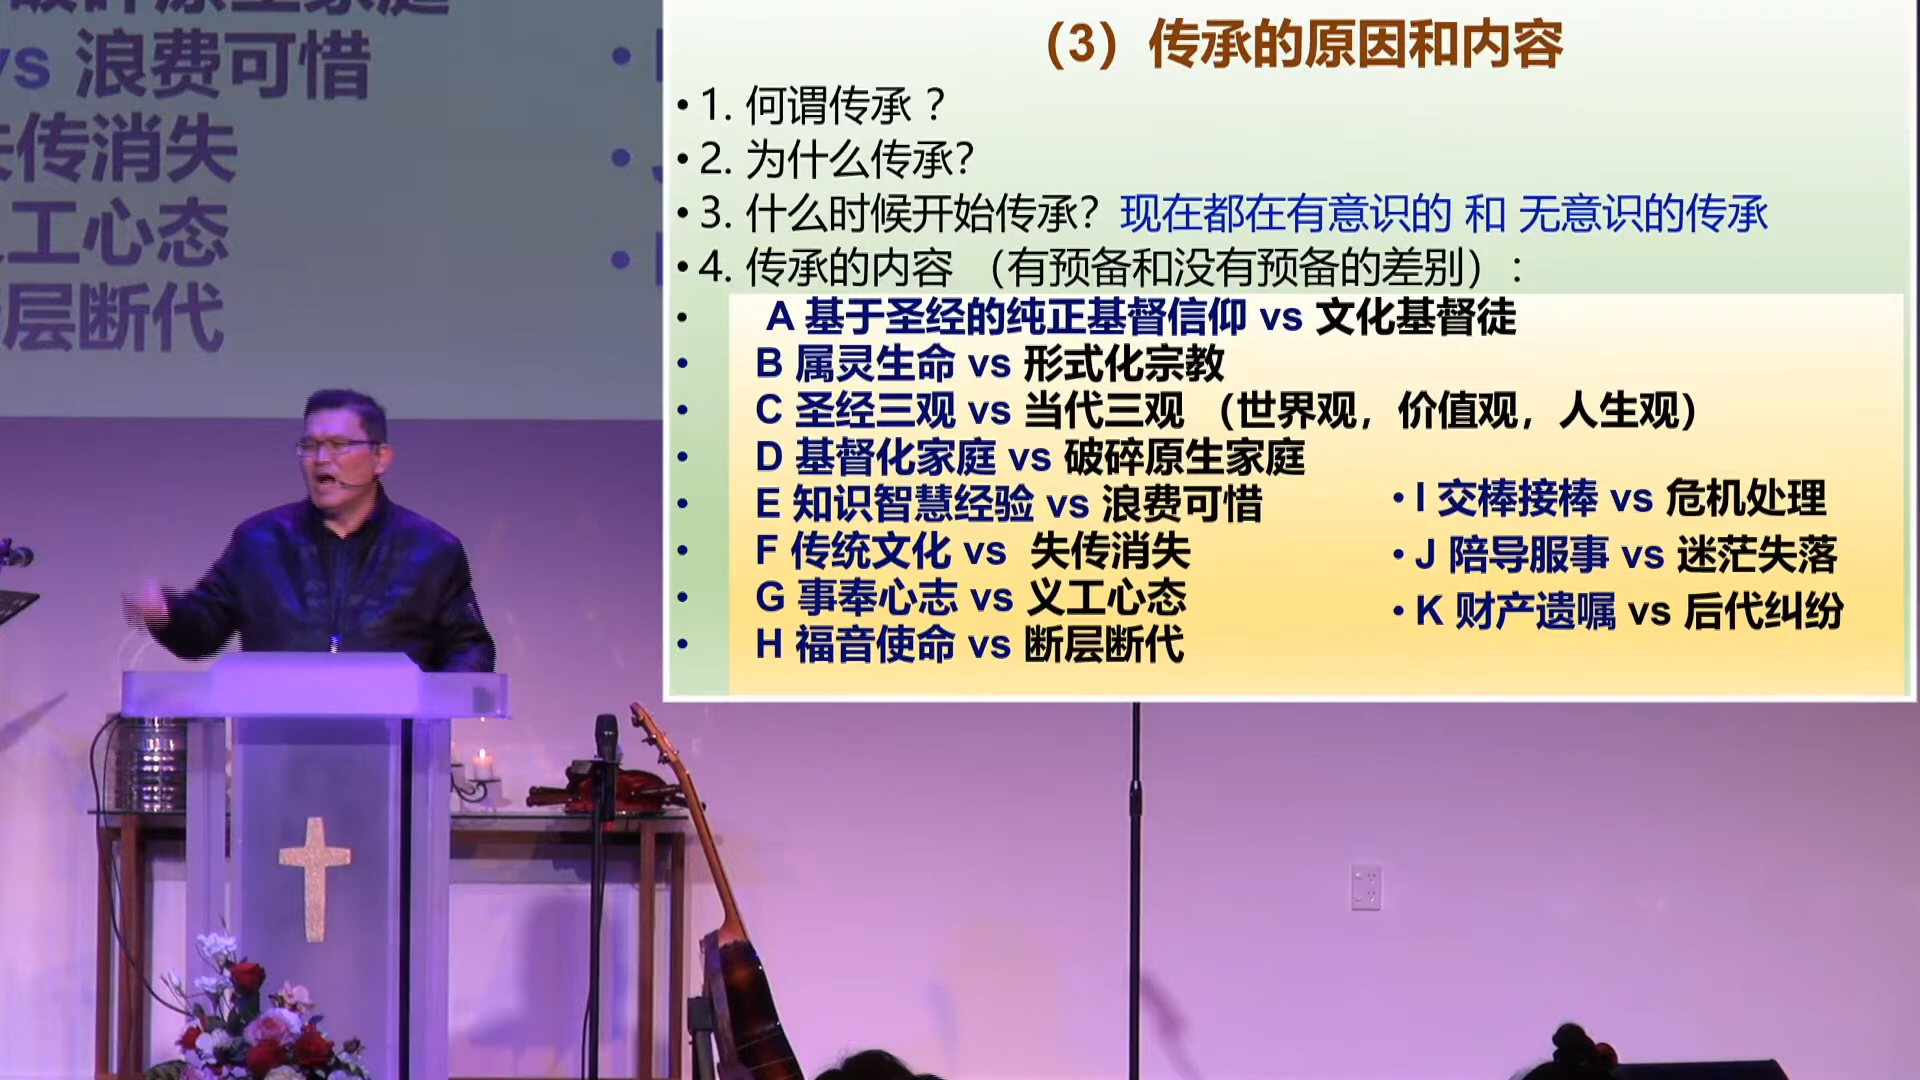 vs 浪费可惜
传消失
工心态
层断代
（3）传承的原因和内容
• 1. 何谓传承 ？
• 2. 为什么传承?
• 3. 什么时候开始传承？现在都在有意识的 和 无意识的传承
• 4. 传承的内容 （有预备和没有预备的差别）：
• A 基于圣经的纯正基督信仰 vs 文化基督徒
• B 属灵生命 vs 形式化宗教
• C 圣经三观 vs 当代三观 （世界观，价值观，人生观）
• D 基督化家庭 vs 破碎原生家庭
• E 知识智慧经验 vs 浪费可惜
• F 传统文化 vs 失传消失
• G 事奉心志 vs 义工心态
• H 福音使命 vs 断层断代
• I 交棒接棒 vs 危机处理
• J 陪导服事 vs 迷茫失落
• K 财产遗嘱 vs 后代纠纷